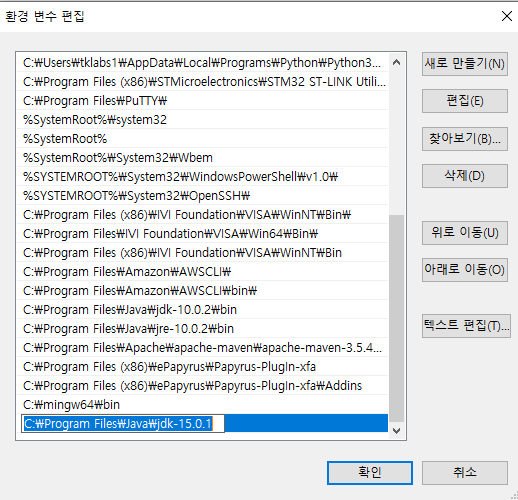 환경 변수 편집
C:₩Users₩tklabs1₩AppData₩Local₩Programs₩Python₩Python3...
C:₩Program Files (x86)₩STMicroelectronics₩STM32 ST-LINK Utili...
C:₩Program Files₩PuTTY₩
%SystemRoot%₩system32
%SystemRoot%
%SystemRoot%₩System32₩Wbem
%SYSTEMROOT%₩System32₩WindowsPowerShell₩v1.0₩
%SYSTEMROOT%₩System32₩OpenSSH₩
C:₩Program Files (x86)₩IVI Foundation₩VISA₩WinNT₩Bin₩
C:₩Program Files₩IVI Foundation₩VISA₩Win64₩Bin₩
C:₩Program Files (x86)₩IVI Foundation₩VISA₩WinNT₩Bin
C:₩Program Files₩Amazon₩AWSCLI₩
C:₩Program Files₩Amazon₩AWSCLI₩bin₩
C:₩Program Files₩Java₩jdk-10.0.2₩bin
C:₩Program Files₩Java₩jre-10.0.2₩bin
C:₩Program Files₩Apache₩apache-maven₩apache-maven-3.5.4...
C:₩Program Files (x86)₩ePapyrus₩Papyrus-PlugIn-xfa
C:₩Program Files (x86)₩ePapyrus₩Papyrus-PlugIn-xfa₩Addins
C:₩mingw64₩bin
C:₩Program Files₩Java₩jdk-15.0.1
새로 만들기(N)
편집(E)
찾아보기(B)...
삭제(D)
위로 이동(U)
아래로 이동(O)
텍스트 편집(T)...
확인
취소